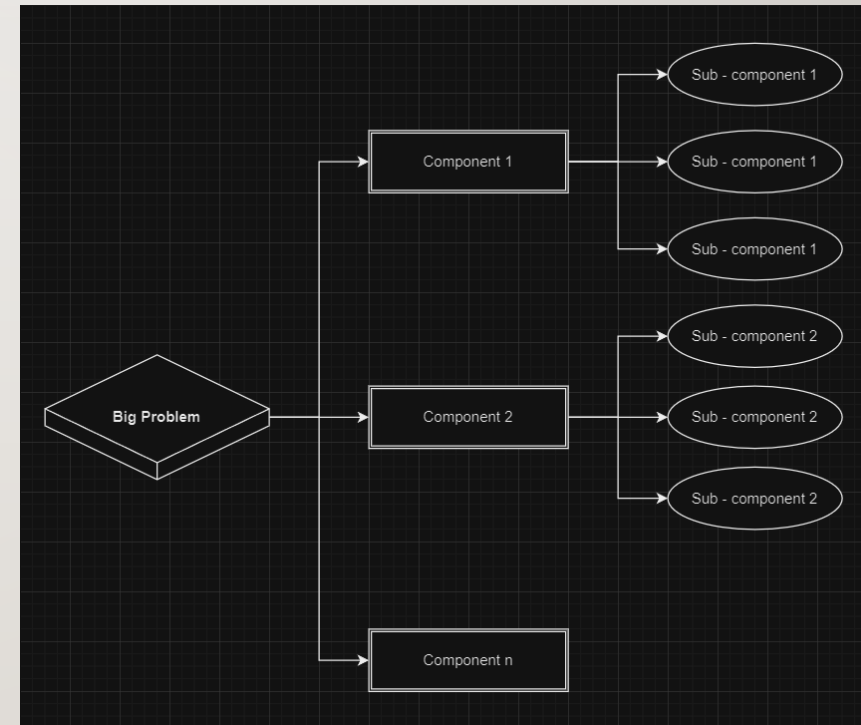 Sub - component 1
Component 1
Sub - component 1
Sub - component 1
Sub - component 2
Big Problem
Component 2
Sub - component 2
Sub - component 2
Component n